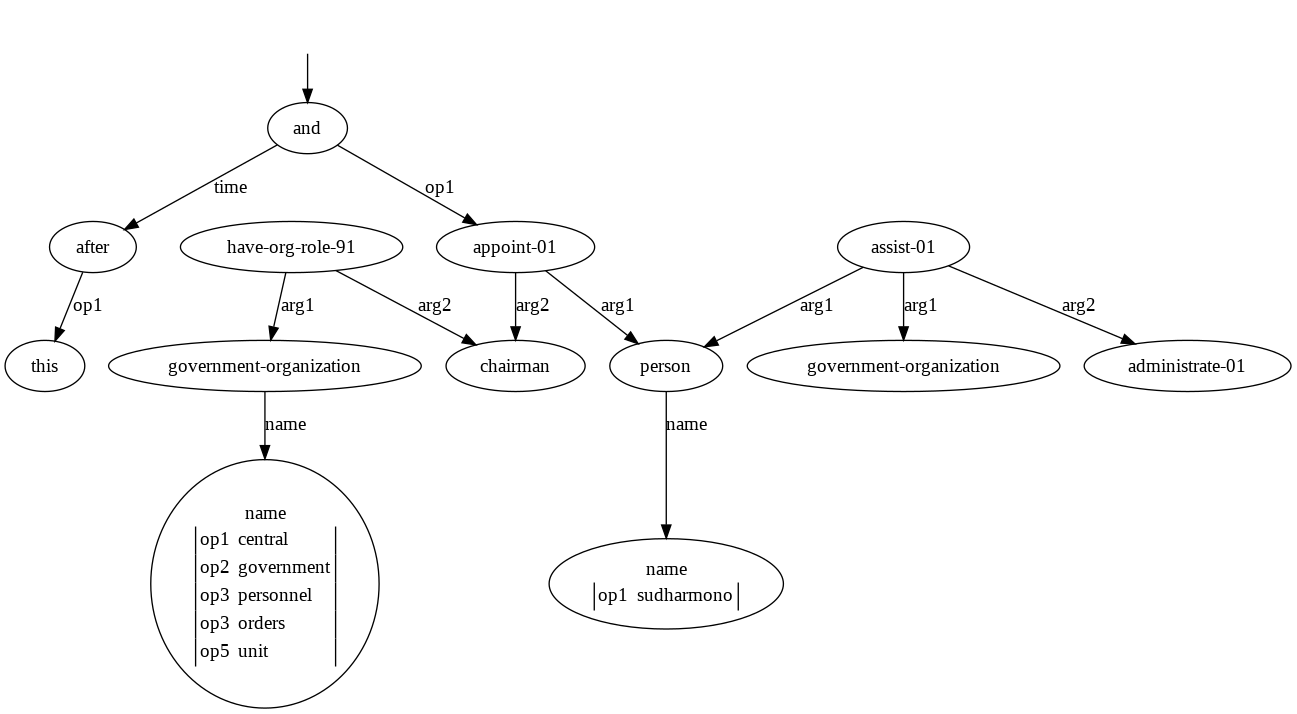 and
time
op1
after
have-org-role-91
appoint-01
assist-01
op1
arg1
arg2
arg2
arg1
arg1
arg1
arg2
this
government-organization
chairman
person
government-organization
administrate-01
name
name
name
op1 central
op2 government
op3 personnel
op3 orders
op5 unit
name
op1 sudharmono